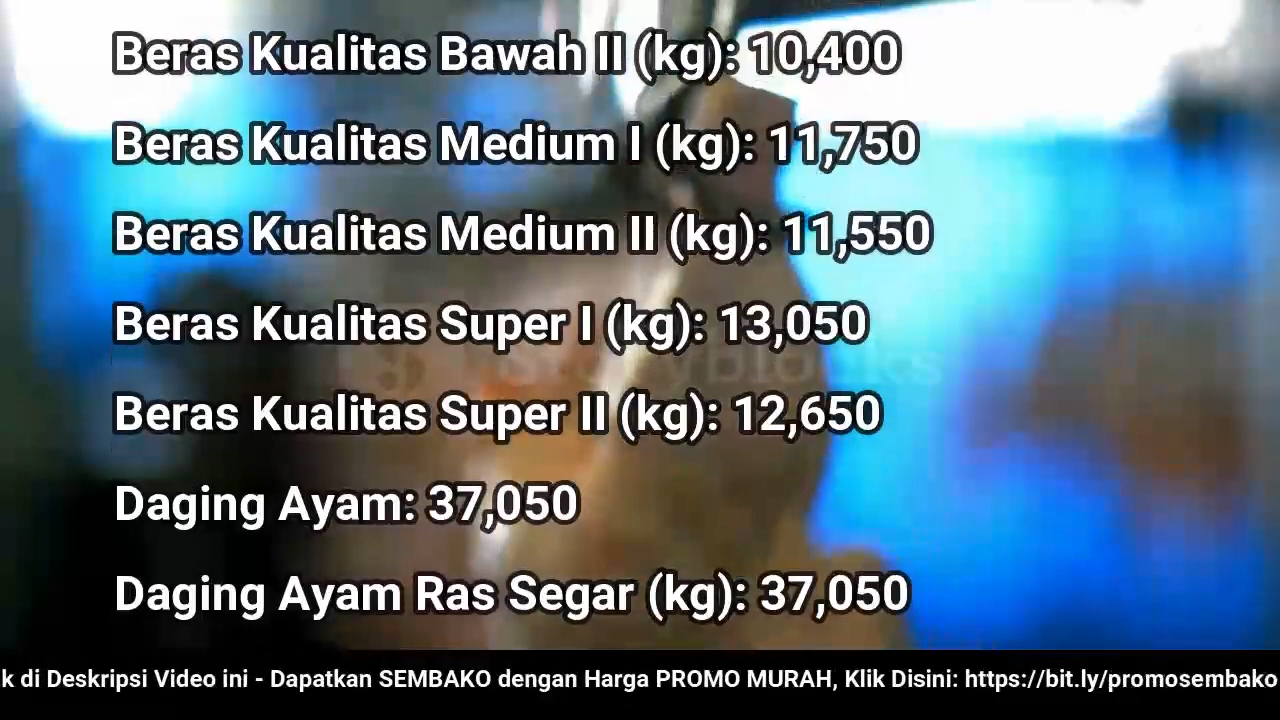 Beras Kualitas Bawah II (kg): 10,400
Beras Kualitas Medium I (kg): 11,750
Beras Kualitas Medium II (kg): 11,550
Beras Kualitas Super I (kg): 13,050
storyblocks
Beras Kualitas Super II (kg): 12,650
Daging Ayam: 37,050
Daging Ayam Ras Segar (kg): 37,050
k di Deskripsi Video ini - Dapatkan SEMBAKO dengan Harga PROMO MURAH, Klik Disini: https://bit.ly/promosembako